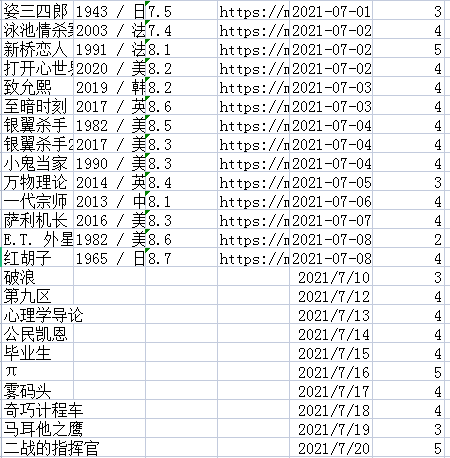 姿三四郎 1943 / 日 7.5 https://m 2021-07-01 3
泳池情杀案 2003 / 法 7.4 https://m 2021-07-02 4
新桥恋人 1991 / 法 8.1 https://m 2021-07-02 5
打开心世 2020 / 美 8.2 https://m 2021-07-02 4
致允熙 2019 / 韩 8.2 https://m 2021-07-03 4
至暗时刻 2017 / 英 8.6 https://m 2021-07-03 4
银翼杀手 1982 / 美 8.5 https://m 2021-07-04 4
银翼杀手2 2017 / 美 8.3 https://m 2021-07-04 4
小鬼当家 1990 / 美 8.3 https://m 2021-07-04 4
万物理论 2014 / 英 8.4 https://m 2021-07-05 3
一代宗师 2013 / 中 8.1 https://m 2021-07-06 4
萨利机长 2016 / 美 8.3 https://m 2021-07-07 4
E.T. 外星 1982 / 美 8.6 https://m 2021-07-08 2
红胡子 1965 / 日 8.7 https://m 2021-07-08 4
破浪 2021/7/10 3
第九区 2021/7/12 4
心理学导论 2021/7/13 4
公民凯恩 2021/7/14 4
毕业生 2021/7/15 4
π 2021/7/16 5
雾码头 2021/7/17 4
奇巧计程车 2021/7/18 4
马耳他之鹰 2021/7/19 3
二战的指挥官 2021/7/20 5